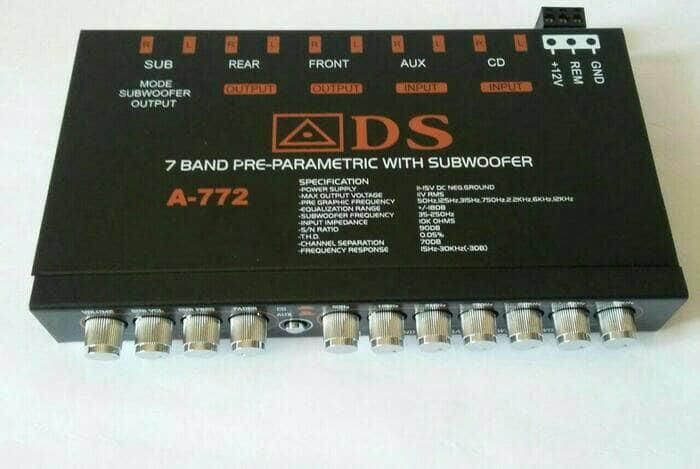 R L R L R L R L R L
SUB REAR FRONT AUX CD
MODE
SUBWOOFER
OUTPUT
OUTPUT OUTPUT INPUT INPUT
+12V REM GND
DS
7 BAND PRE-PARAMETRIC WITH SUBWOOFER
A-772
SPECIFICATION
-POWER SUPPLY 11-15V DC NEG.GROUND
-MAX OUTPUT VOLTAGE 11V RMS
-PRE GRAPHIC FREQUENCY 50HZ,125HZ,315HZ,750HZ,2.2KHZ,6KHZ,12KHZ
-EQUALIZATION RANGE +/-18DB
-SUBWOOFER FREQUENCY 35-250HZ
-INPUT IMPEDANCE 10K OHMS
-S/N RATIO 90DB
-T.H.D. 0.05%
-CHANNEL SEPARATION 70DB
-FREQUENCY RESPONSE 15HZ-30KHZ(-3DB)
VOLUME
AUX